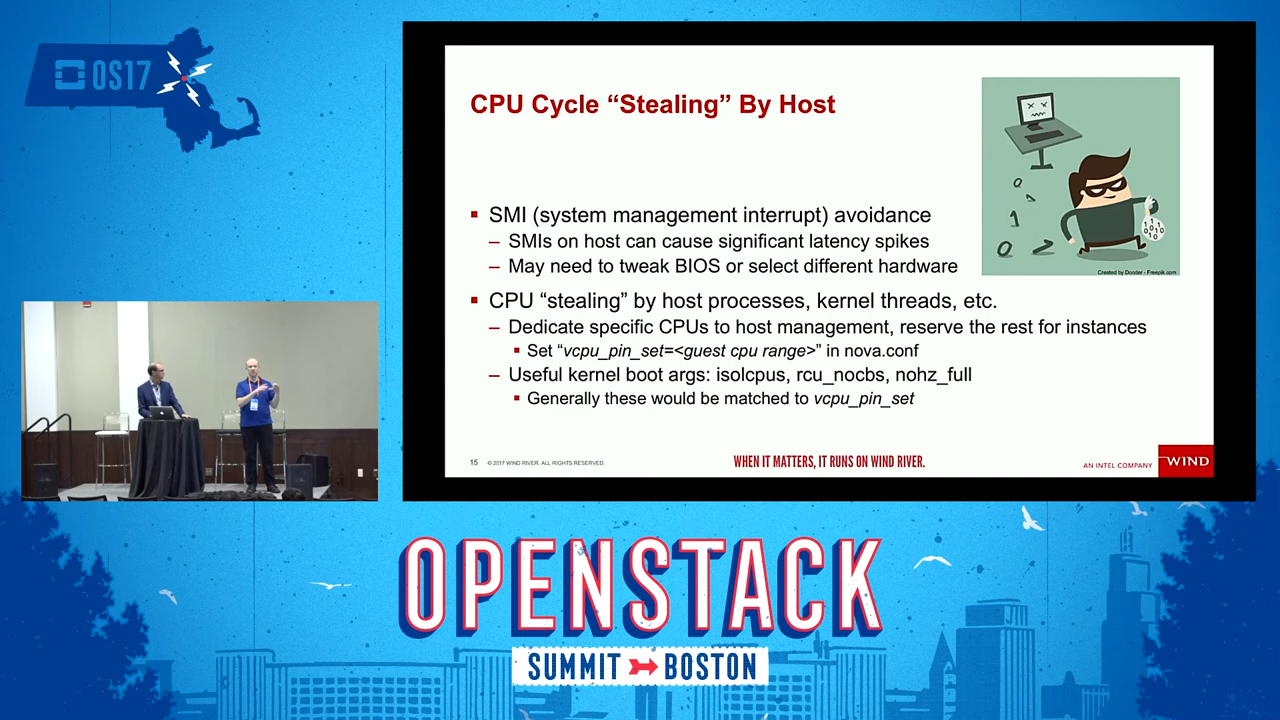 OS17
CPU Cycle “Stealing” By Host
▪ SMI (system management interrupt) avoidance
– SMIs on host can cause significant latency spikes
– May need to tweak BIOS or select different hardware
▪ CPU “stealing” by host processes, kernel threads, etc.
– Dedicate specific CPUs to host management, reserve the rest for instances
▪ Set “vcpu_pin_set=<guest cpu range>” in nova.conf
– Useful kernel boot args: isolcpus, rcu_nocbs, nohz_full
▪ Generally these would be matched to vcpu_pin_set
Created by Dooder - Freepik.com
15 © 2017 WIND RIVER. ALL RIGHTS RESERVED.
WHEN IT MATTERS, IT RUNS ON WIND RIVER.
AN INTEL COMPANY
WIND
OPENSTACK
SUMMIT BOSTON